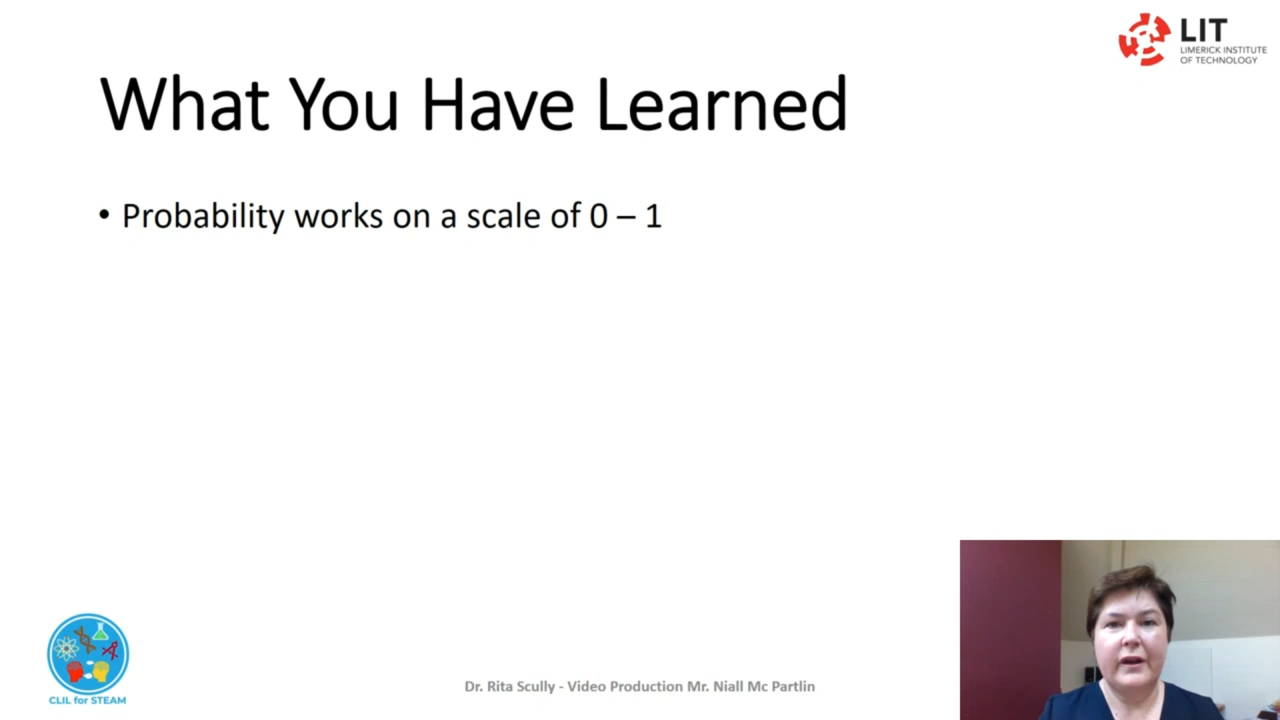 LIT
LIMERICK INSTITUTE
OF TECHNOLOGY
What You Have Learned
• Probability works on a scale of 0 – 1
CLIL for STEAM
Dr. Rita Scully - Video Production Mr. Niall Mc Partlin